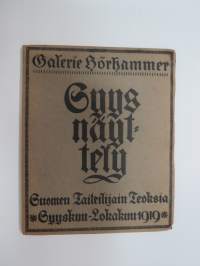 Galerie Hörhammer
Syys
näyt-
tely
Suomen Taiteilijain Teoksia
Syyskuu-Lokakuu 1919